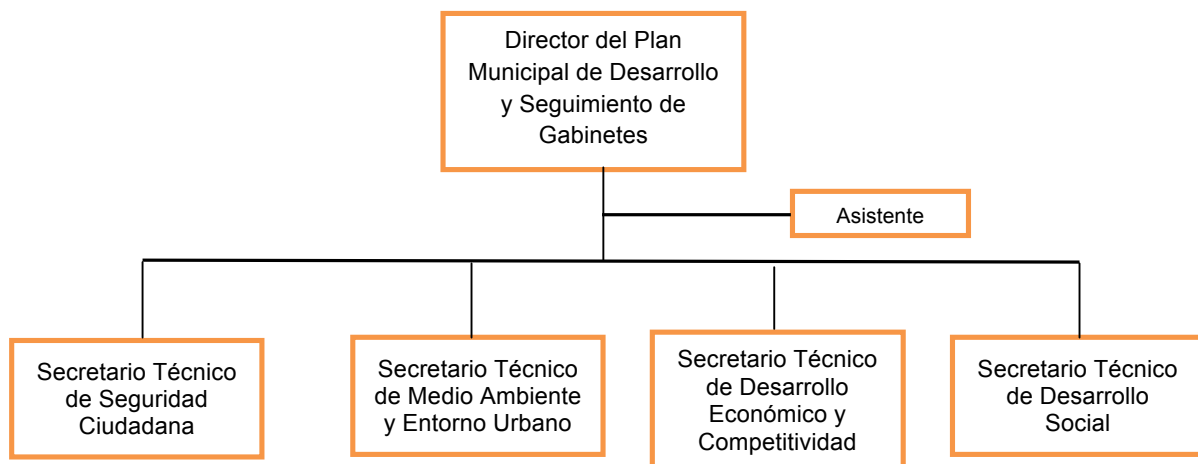 Director del Plan
Municipal de Desarrollo
y Seguimiento de
Gabinetes
Asistente
Secretario Técnico
de Seguridad
Ciudadana
Secretario Técnico
de Medio Ambiente
y Entorno Urbano
Secretario Técnico
de Desarrollo
Económico y
Competitividad
Secretario Técnico
de Desarrollo
Social